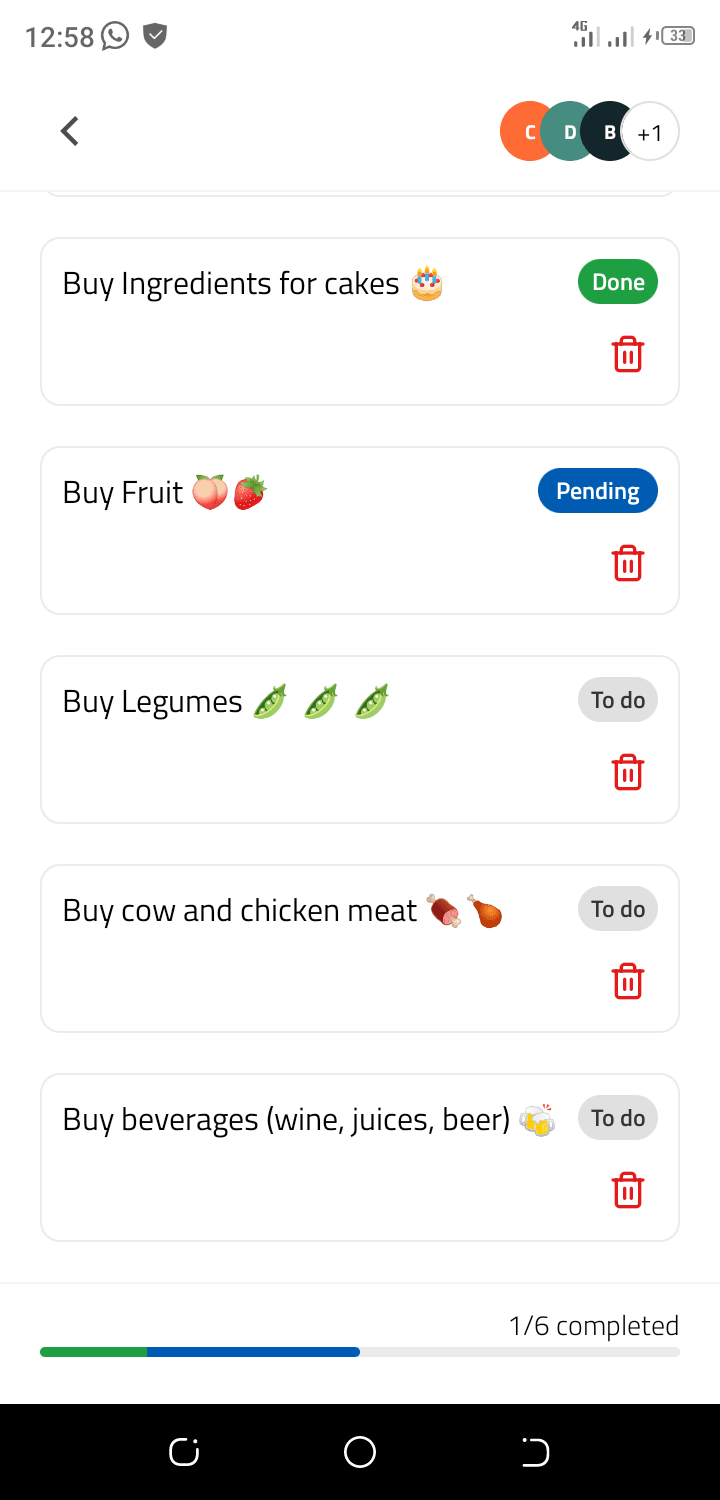 12:58
4G
33
C D B +1
Buy Ingredients for cakes 🎂 Done
Buy Fruit 🍑🍓 Pending
Buy Legumes 🫛 🫛 🫛 To do
Buy cow and chicken meat 🍖🍗 To do
Buy beverages (wine, juices, beer) 🍻 To do
1/6 completed